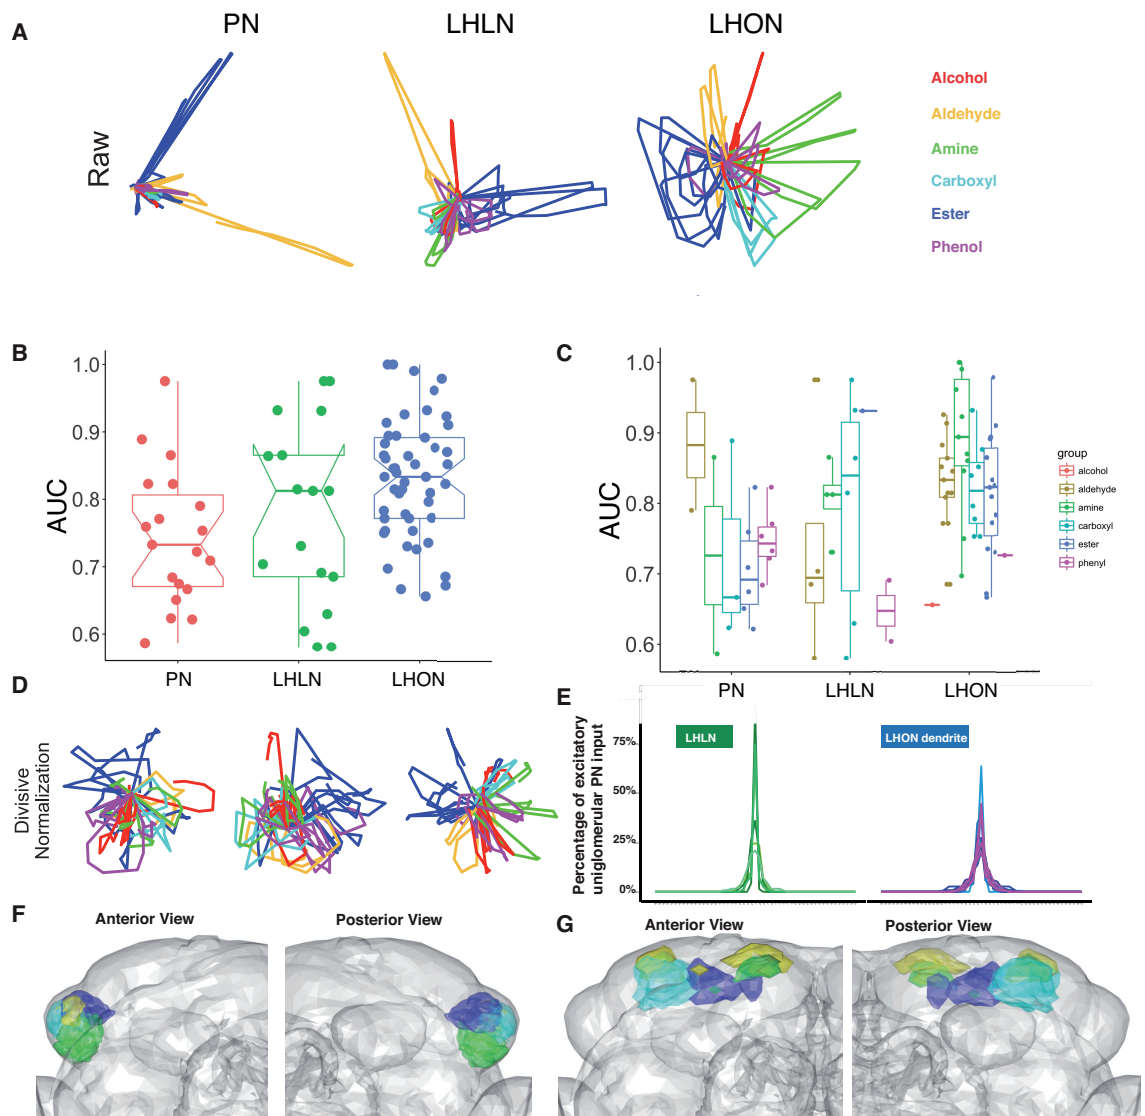 A
PN
LHLN
LHON
Raw
Alcohol
Aldehyde
Amine
Carboxyl
Ester
Phenol
B
AUC
1.0
0.9
0.8
0.7
0.6
PN
LHLN
LHON
C
AUC
1.0
0.9
0.8
0.7
0.6
PN
LHLN
LHON
group
alcohol
aldehyde
amine
carboxyl
ester
phenyl
D
Divisive
Normalization
E
Percentage of excitatory
uniglomerular PN input
75%
50%
25%
0%
LHLN
LHON dendrite
F
Anterior View
Posterior View
G
Anterior View
Posterior View